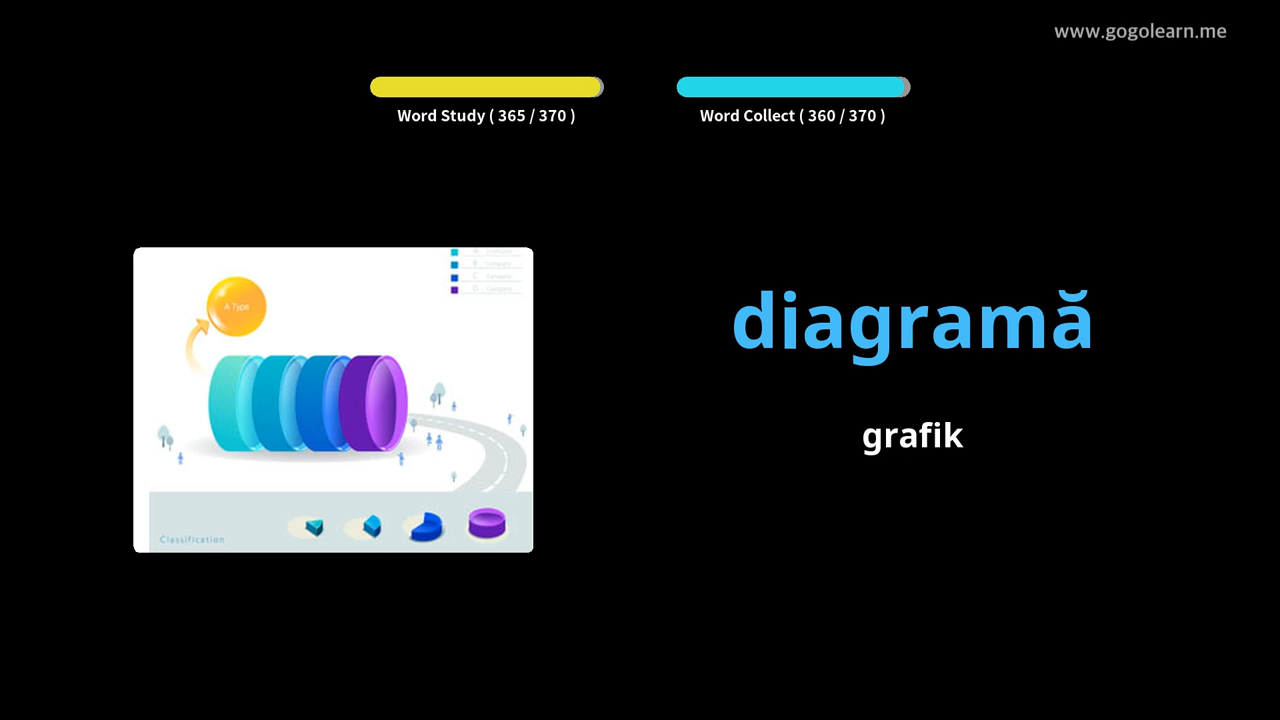 www.gogolearn.me
Word Study ( 365 / 370 )
Word Collect ( 360 / 370 )
A Type
B
C
D
diagramă
grafik
Classification